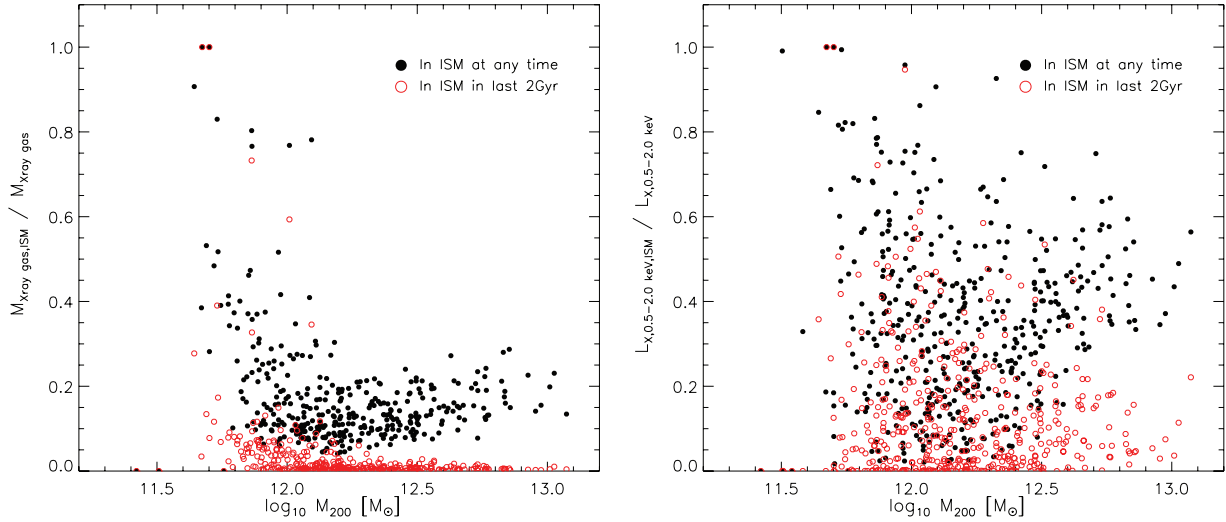 M_Xray gas,ISM / M_Xray gas
1.0
0.8
0.6
0.4
0.2
0.0
In ISM at any time
In ISM in last 2Gyr
11.5 12.0 12.5 13.0
log₁₀ M₂₀₀ [M⊙]
L_X,0.5−2.0 keV,ISM / L_X,0.5−2.0 keV
1.0
0.8
0.6
0.4
0.2
0.0
In ISM at any time
In ISM in last 2Gyr
11.5 12.0 12.5 13.0
log₁₀ M₂₀₀ [M⊙]